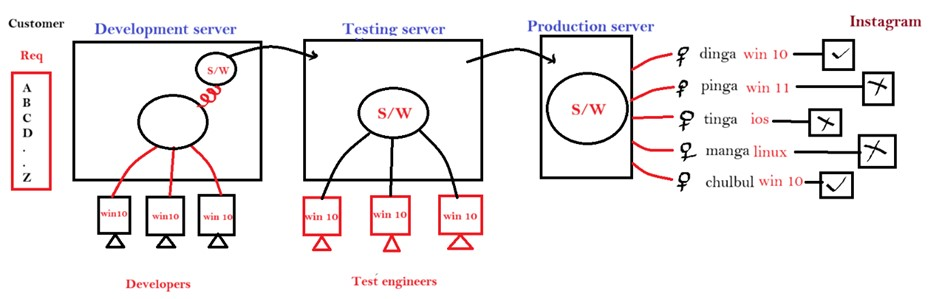 Customer
Req
A
B
C
D
.
.
Z
Development server
S/W
win10
win10
win 10
Developers
Testing server
S/W
win 10
win 10
win 10
Test engineers
Production server
S/W
Instagram
dinga win 10
pinga win 11
tinga ios
manga linux
chulbul win 10